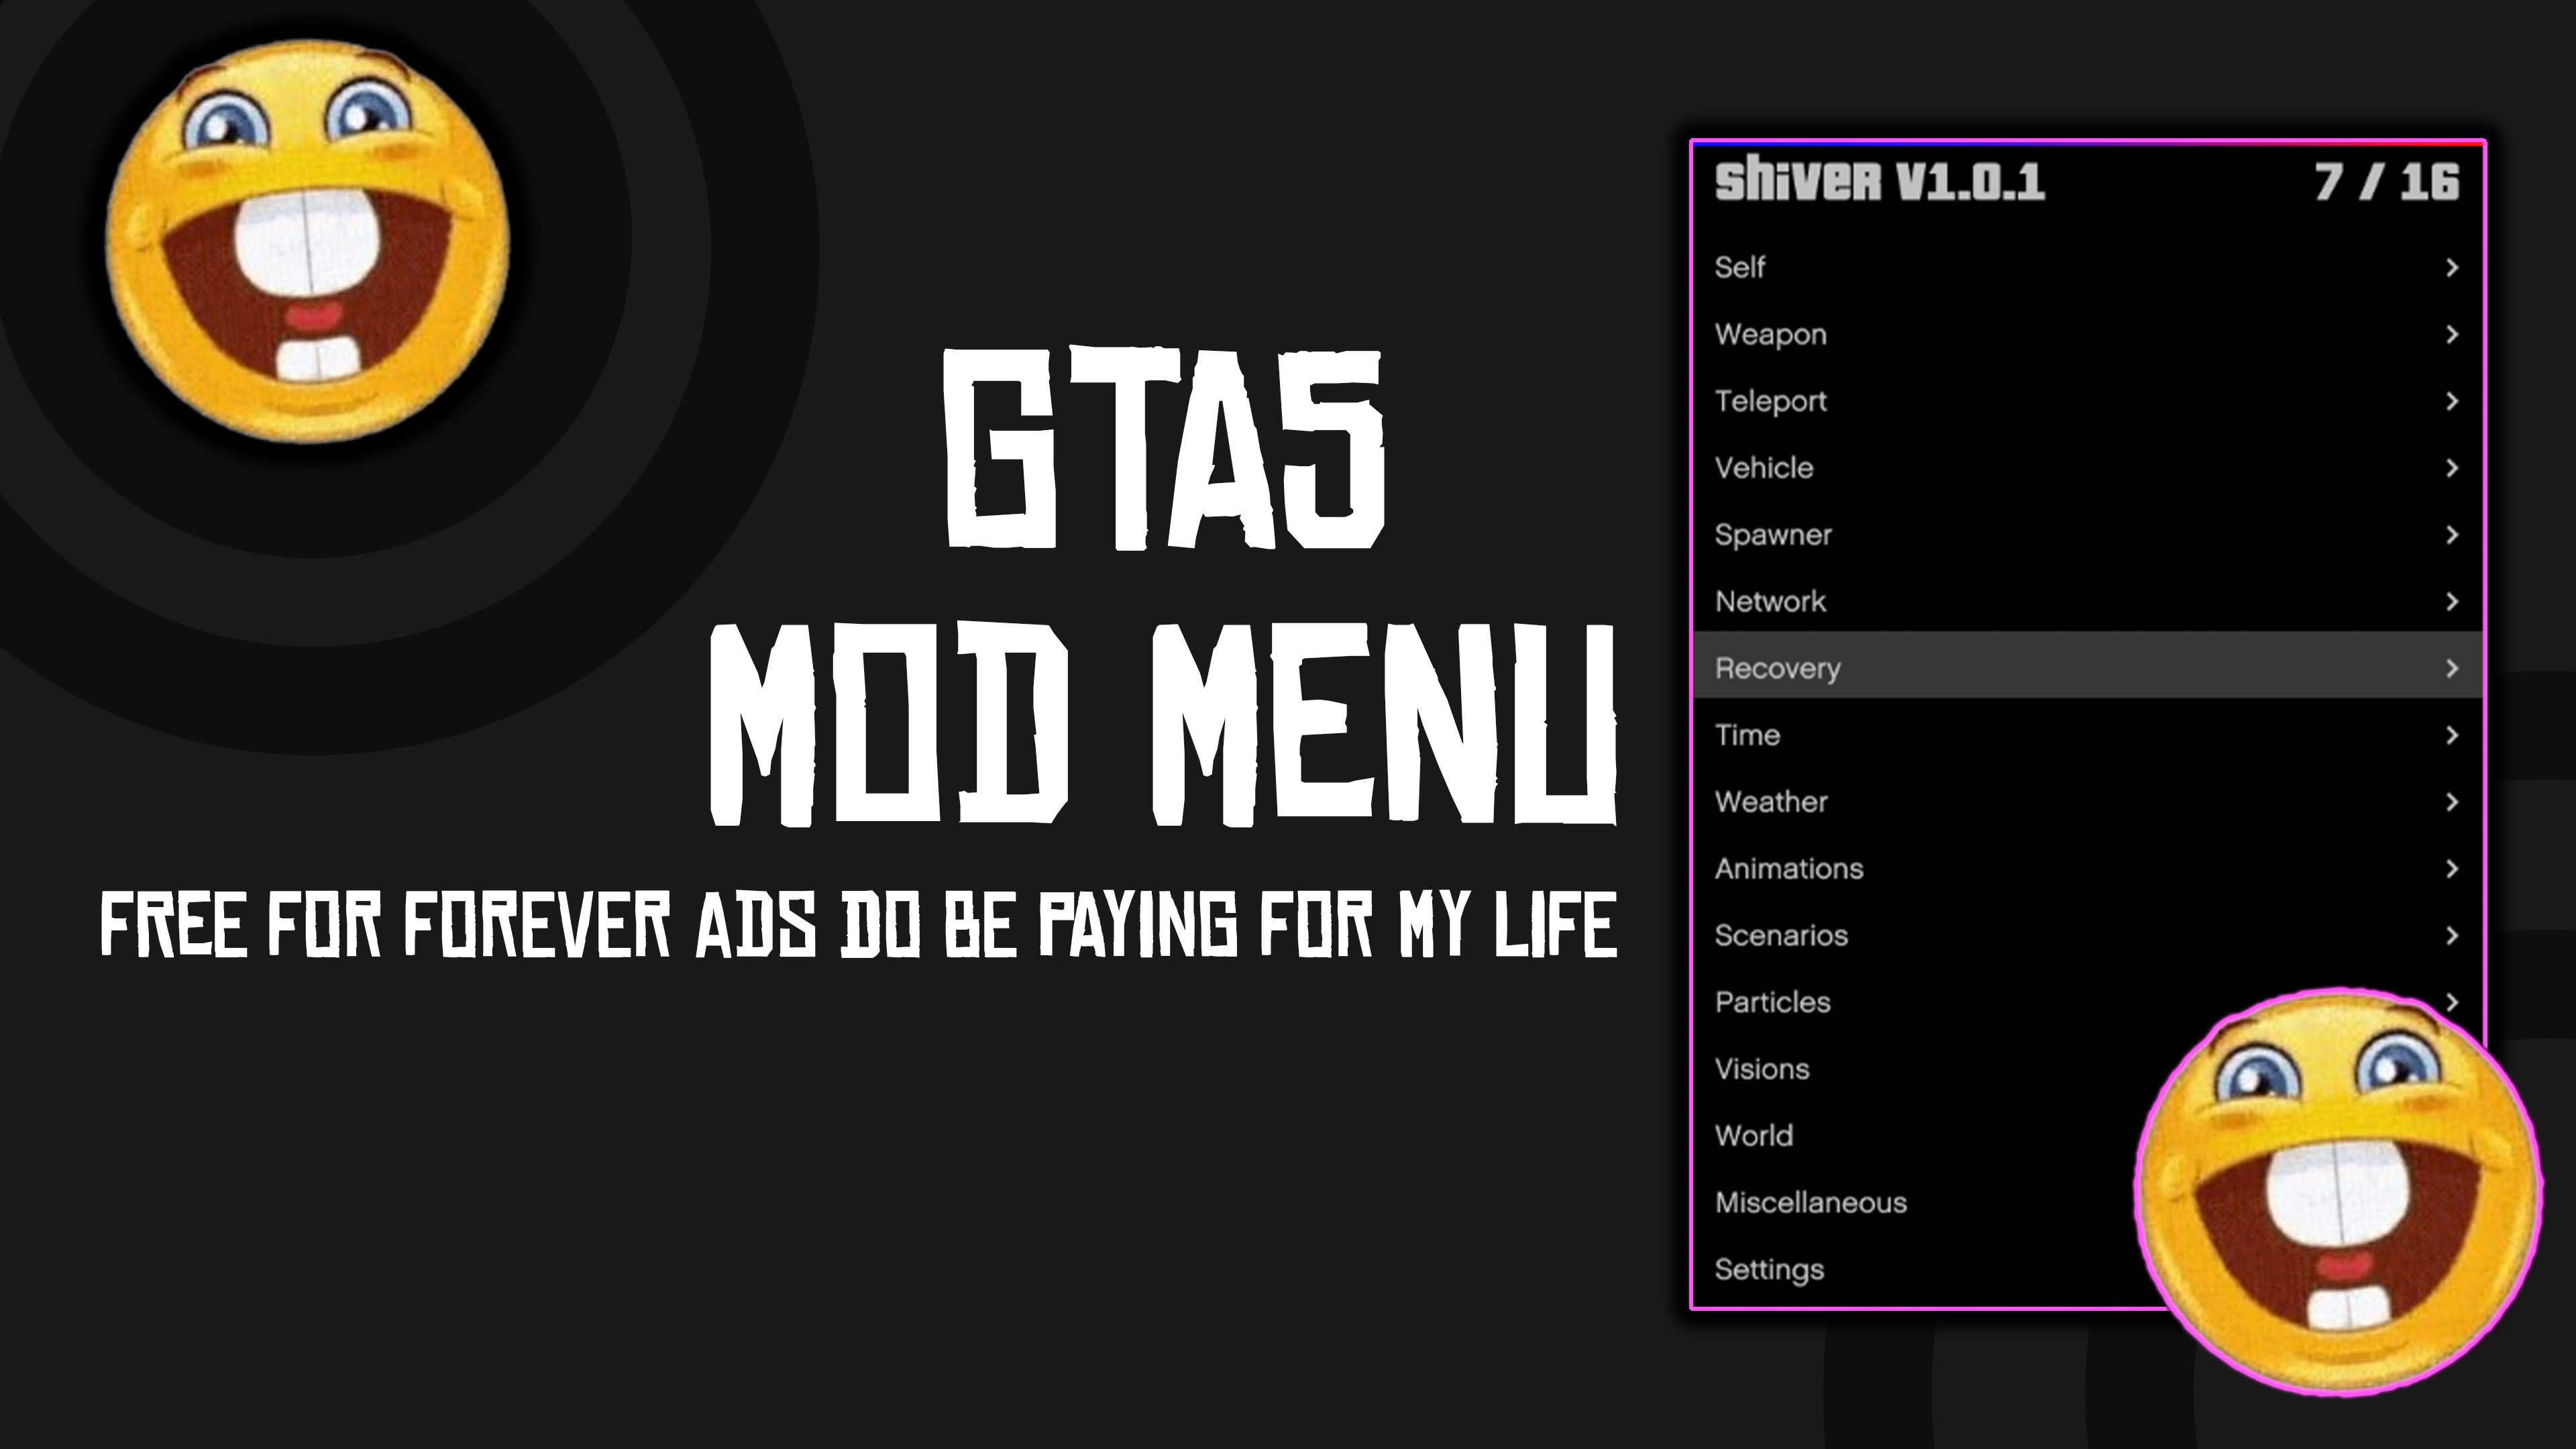 GTA5
MOD MENU
FREE FOR FOREVER ADS DO BE PAYING FOR MY LIFE
Shiver V1.0.1 7 / 16
Self
Weapon
Teleport
Vehicle
Spawner
Network
Recovery
Time
Weather
Animations
Scenarios
Particles
Visions
World
Miscellaneous
Settings